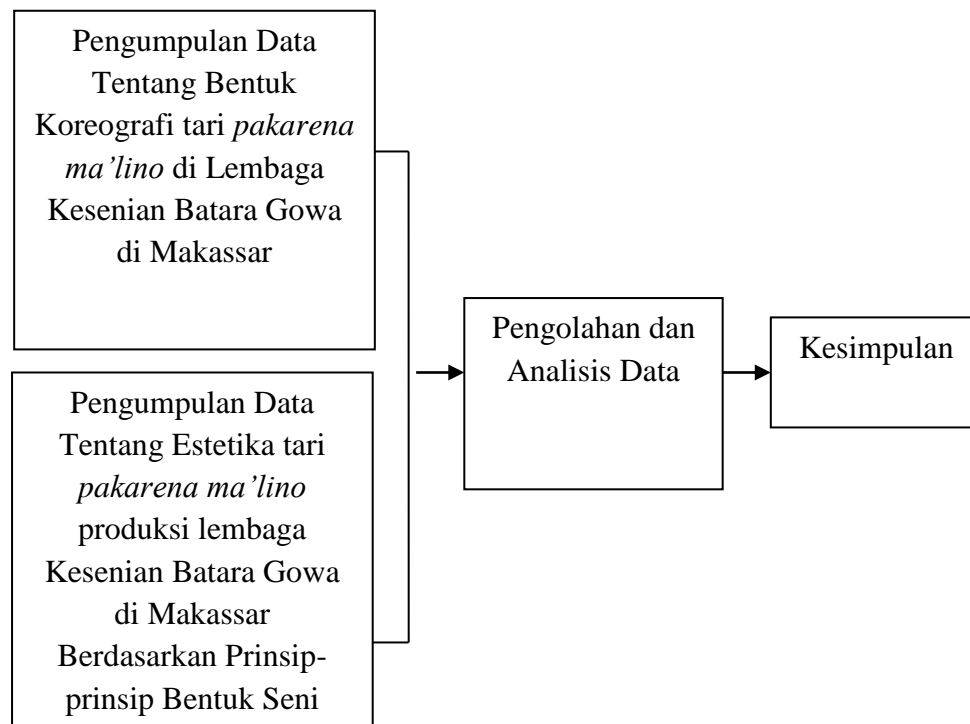 Pengumpulan Data
Tentang Bentuk
Koreografi tari pakarena
ma’lino di Lembaga
Kesenian Batara Gowa
di Makassar
Pengumpulan Data
Tentang Estetika tari
pakarena ma’lino
produksi lembaga
Kesenian Batara Gowa
di Makassar
Berdasarkan Prinsip-
prinsip Bentuk Seni
Pengolahan dan
Analisis Data
Kesimpulan